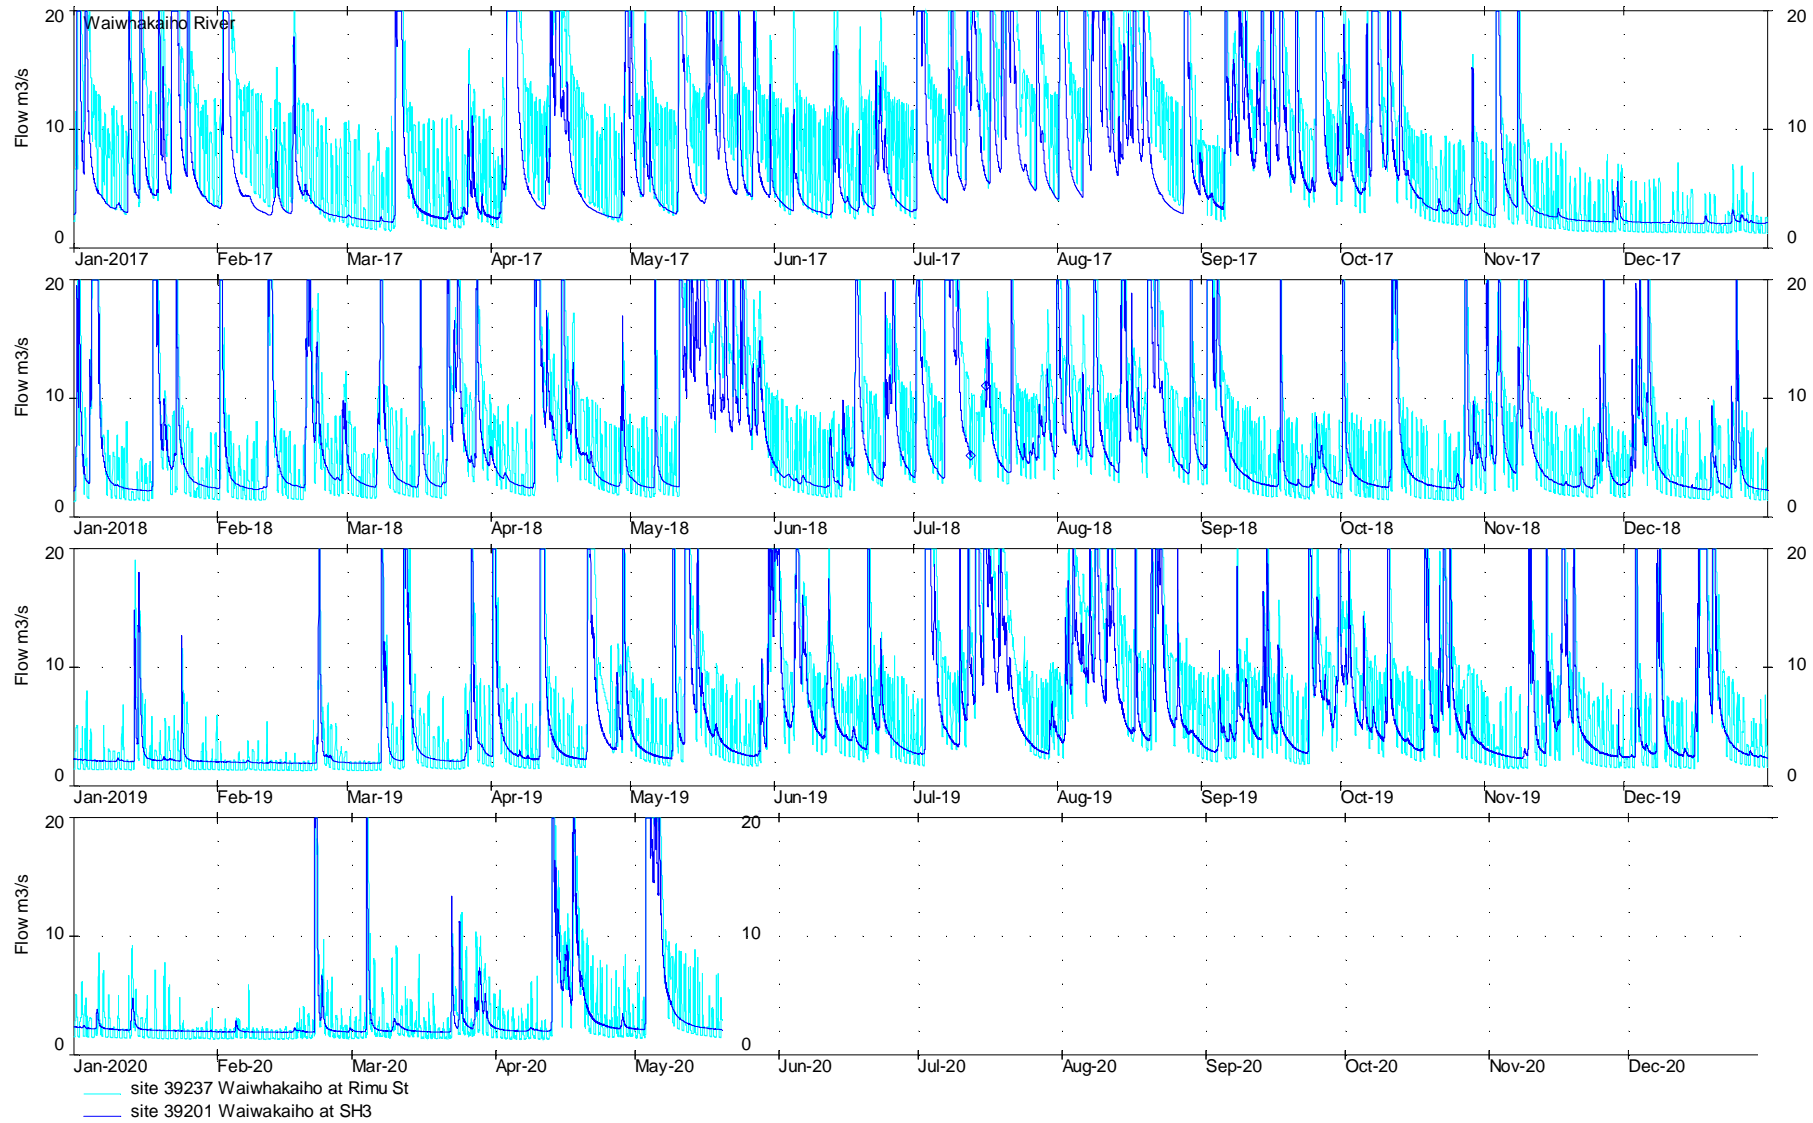 20 Waiwhakaiho River 20
Flow m3/s
10 10
0 0
Jan-2017 Feb-17 Mar-17 Apr-17 May-17 Jun-17 Jul-17 Aug-17 Sep-17 Oct-17 Nov-17 Dec-17
20 20
Flow m3/s
10 10
0 0
Jan-2018 Feb-18 Mar-18 Apr-18 May-18 Jun-18 Jul-18 Aug-18 Sep-18 Oct-18 Nov-18 Dec-18
20 20
Flow m3/s
10 10
0 0
Jan-2019 Feb-19 Mar-19 Apr-19 May-19 Jun-19 Jul-19 Aug-19 Sep-19 Oct-19 Nov-19 Dec-19
20 20
Flow m3/s
10 10
0 0
Jan-2020 Feb-20 Mar-20 Apr-20 May-20 Jun-20 Jul-20 Aug-20 Sep-20 Oct-20 Nov-20 Dec-20
site 39237 Waiwhakaiho at Rimu St
site 39201 Waiwakaiho at SH3